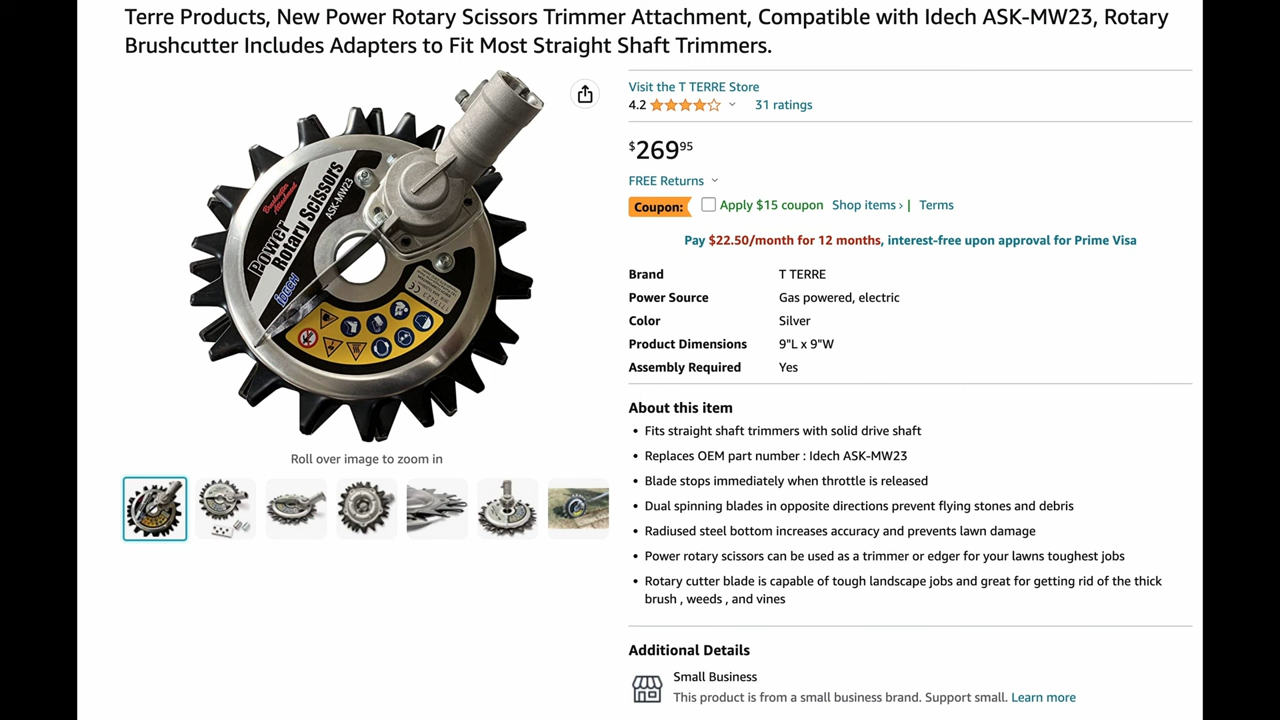 Terre Products, New Power Rotary Scissors Trimmer Attachment, Compatible with Idech ASK-MW23, Rotary
Brushcutter Includes Adapters to Fit Most Straight Shaft Trimmers.
Visit the T TERRE Store
4.2 31 ratings
$269 95
FREE Returns
Coupon: Apply $15 coupon Shop items › | Terms
Pay $22.50/month for 12 months, interest-free upon approval for Prime Visa
Brand T TERRE
Power Source Gas powered, electric
Color Silver
Product Dimensions 9"L x 9"W
Assembly Required Yes
About this item
• Fits straight shaft trimmers with solid drive shaft
• Replaces OEM part number : Idech ASK-MW23
• Blade stops immediately when throttle is released
• Dual spinning blades in opposite directions prevent flying stones and debris
• Radiused steel bottom increases accuracy and prevents lawn damage
• Power rotary scissors can be used as a trimmer or edger for your lawns toughest jobs
• Rotary cutter blade is capable of tough landscape jobs and great for getting rid of the thick
brush , weeds , and vines
Additional Details
Small Business
This product is from a small business brand. Support small. Learn more
Brushcutter
Attachment
Power
Rotary Scissors
ASK-MW23
iDECH
Roll over image to zoom in